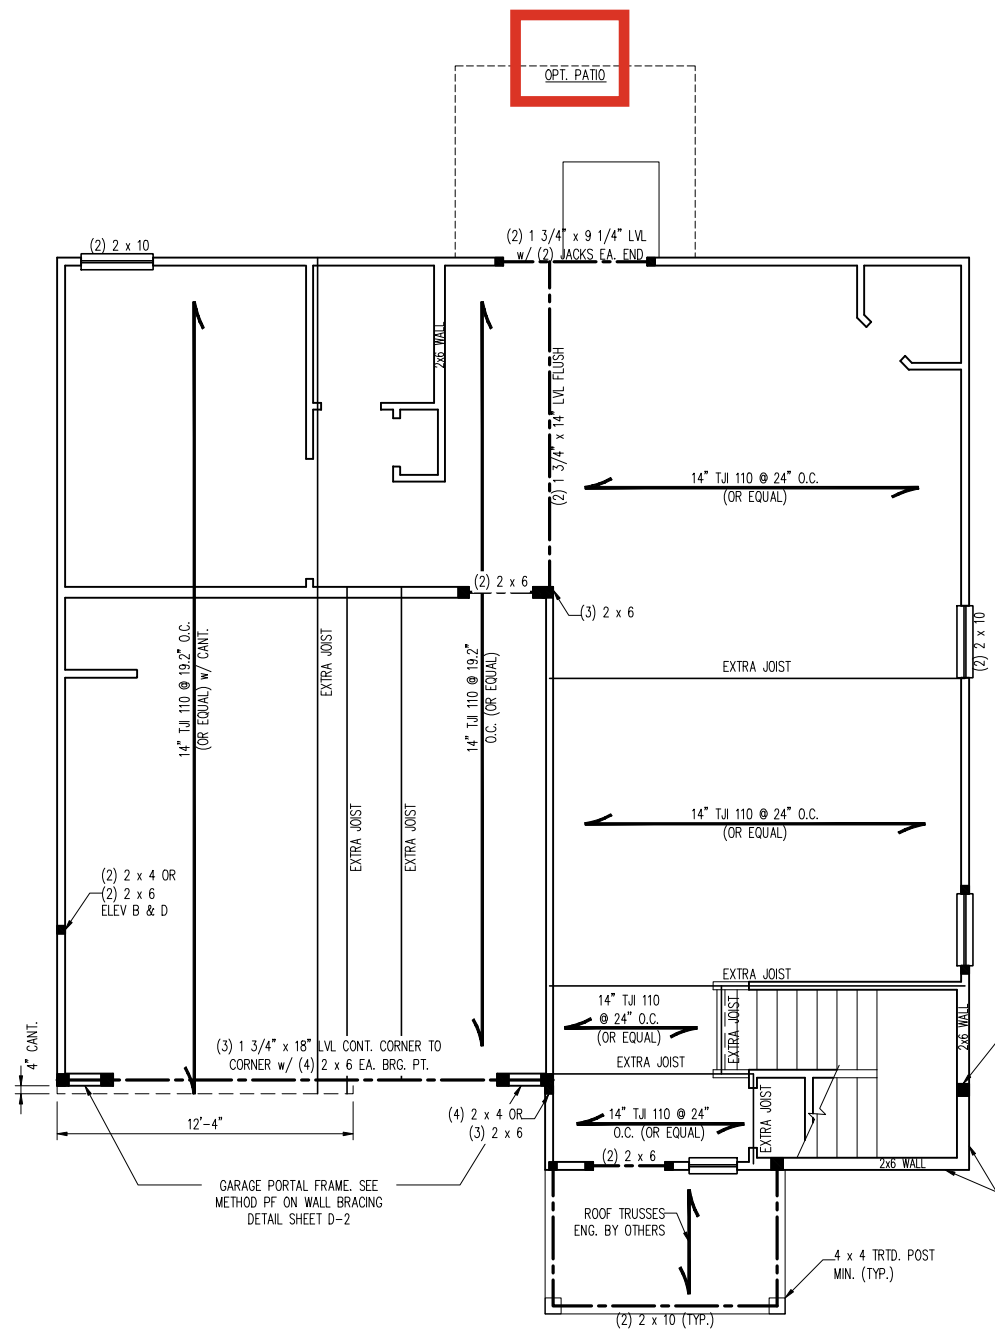 OPT. PATIO
(2) 2 x 10
(2) 1 3/4" x 9 1/4" LVL
w/ (2) JACKS EA. END
2x6 WALL
(2) 1 3/4" x 14" LVL FLUSH
14" TJI 110 @ 24" O.C.
(OR EQUAL)
(2) 2 x 6
(3) 2 x 6
(2) 2 x 10
14" TJI 110 @ 19.2" O.C.
(OR EQUAL) w/ CANT.
EXTRA JOIST
14" TJI 110 @ 19.2"
O.C. (OR EQUAL)
EXTRA JOIST
EXTRA JOIST
EXTRA JOIST
14" TJI 110 @ 24" O.C.
(OR EQUAL)
(2) 2 x 4 OR
(2) 2 x 6
ELEV B & D
EXTRA JOIST
14" TJI 110
@ 24" O.C.
(OR EQUAL)
EXTRA JOIST
2x6 WALL
4" CANT.
(3) 1 3/4" x 18" LVL CONT. CORNER TO
CORNER w/ (4) 2 x 6 EA. BRG. PT.
EXTRA JOIST
12'-4"
(4) 2 x 4 OR
(3) 2 x 6
14" TJI 110 @ 24"
O.C. (OR EQUAL)
EXTRA JOIST
(2) 2 x 6
2x6 WALL
GARAGE PORTAL FRAME. SEE
METHOD PF ON WALL BRACING
DETAIL SHEET D-2
ROOF TRUSSES
ENG. BY OTHERS
4 x 4 TRTD. POST
MIN. (TYP.)
(2) 2 x 10 (TYP.)